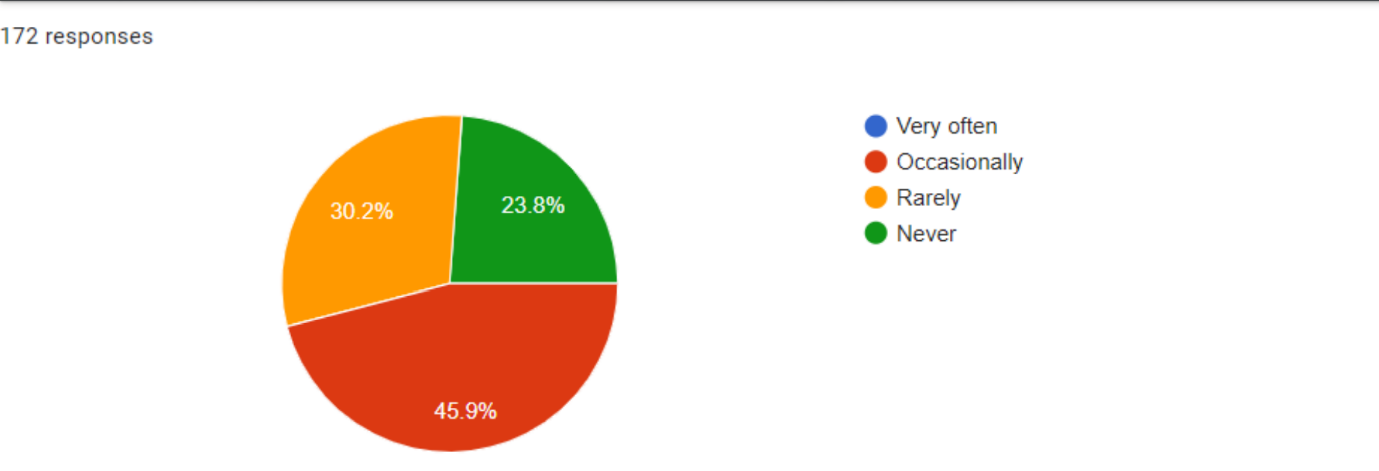 172 responses
Very often
Occasionally
Rarely
Never
30.2%
23.8%
45.9%